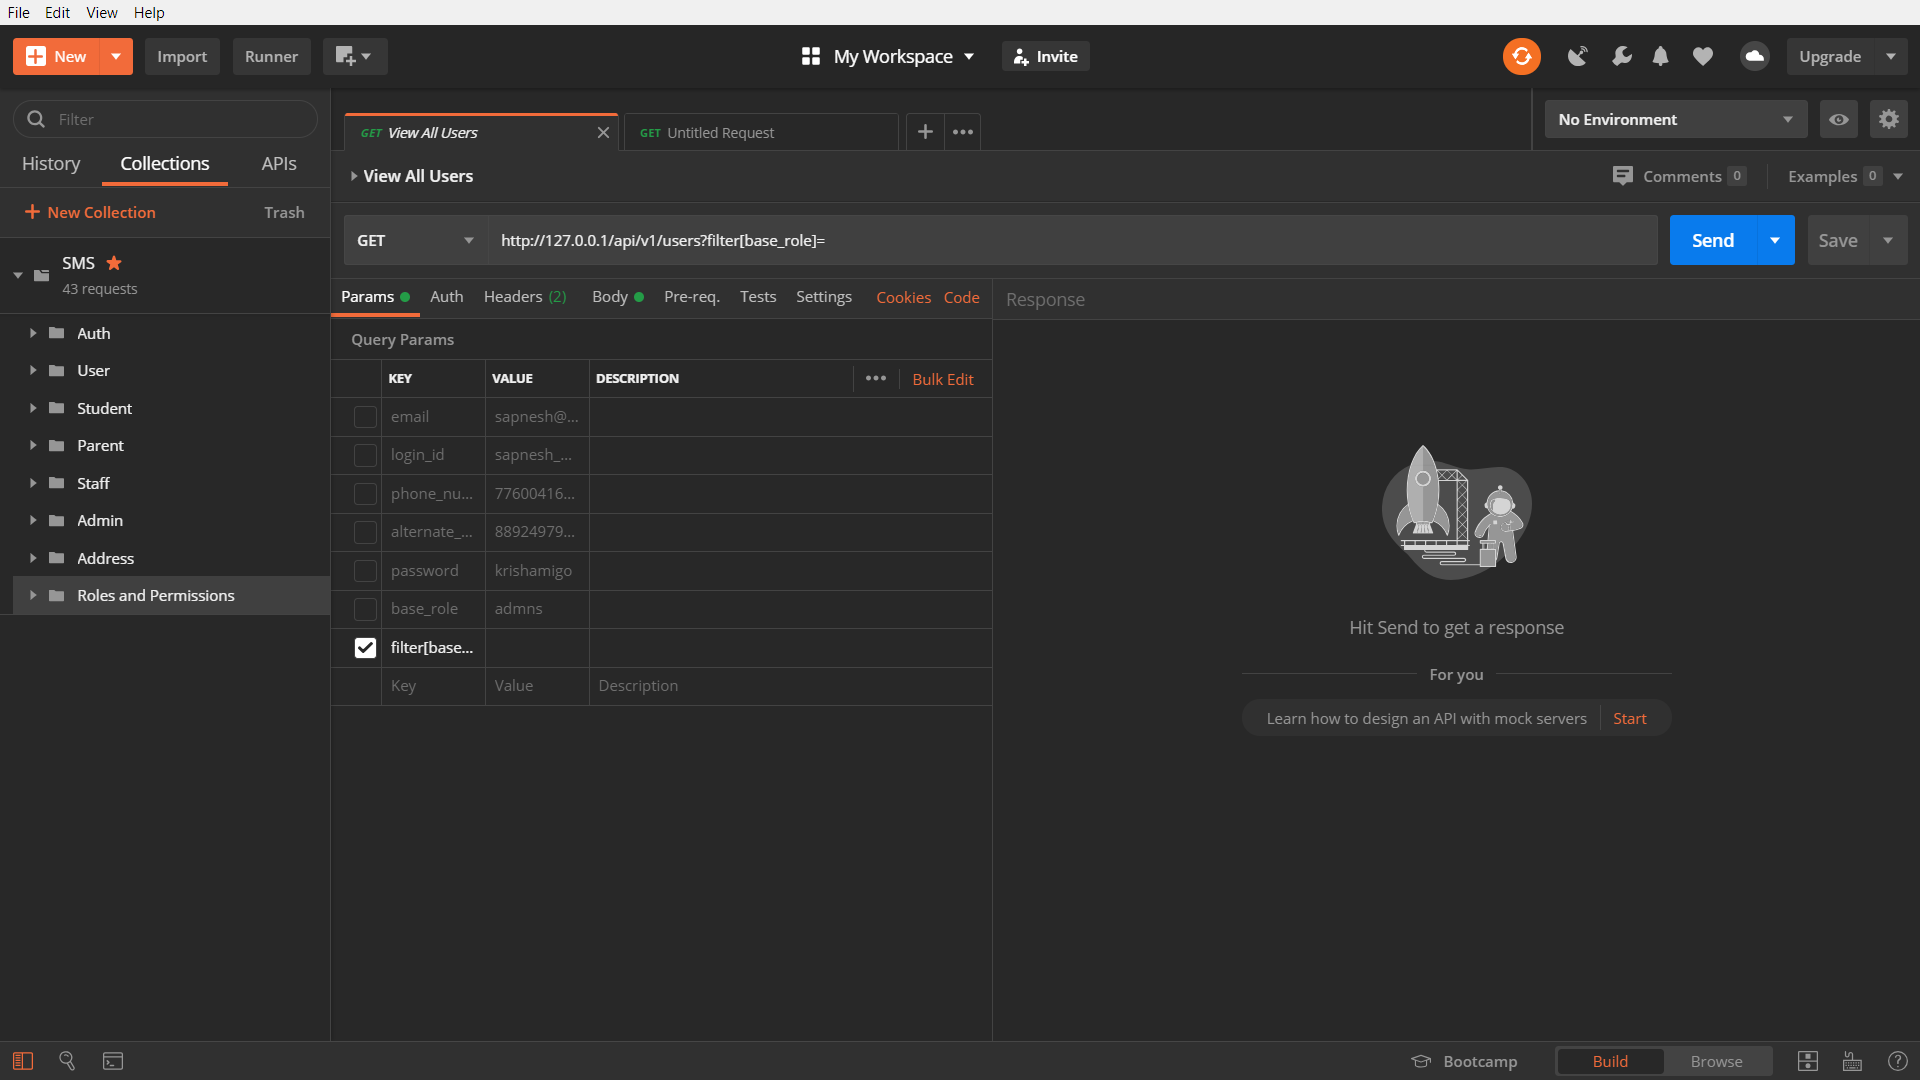 File Edit View Help
New Import Runner My Workspace Invite Upgrade
Filter
History Collections APIs
New Collection Trash
SMS
43 requests
Auth
User
Student
Parent
Staff
Admin
Address
Roles and Permissions
GET View All Users GET Untitled Request ••• No Environment
View All Users Comments 0 Examples 0
GET http://127.0.0.1/api/v1/users?filter[base_role]= Send Save
Params Auth Headers (2) Body Pre-req. Tests Settings Cookies Code
Query Params
KEY VALUE DESCRIPTION ••• Bulk Edit
email sapnesh@...
login_id sapnesh_...
phone_nu... 77600416...
alternate_... 88924979...
password krishamigo
base_role admns
filter[base...
Key Value Description
Response
Hit Send to get a response
For you
Learn how to design an API with mock servers Start
Bootcamp Build Browse